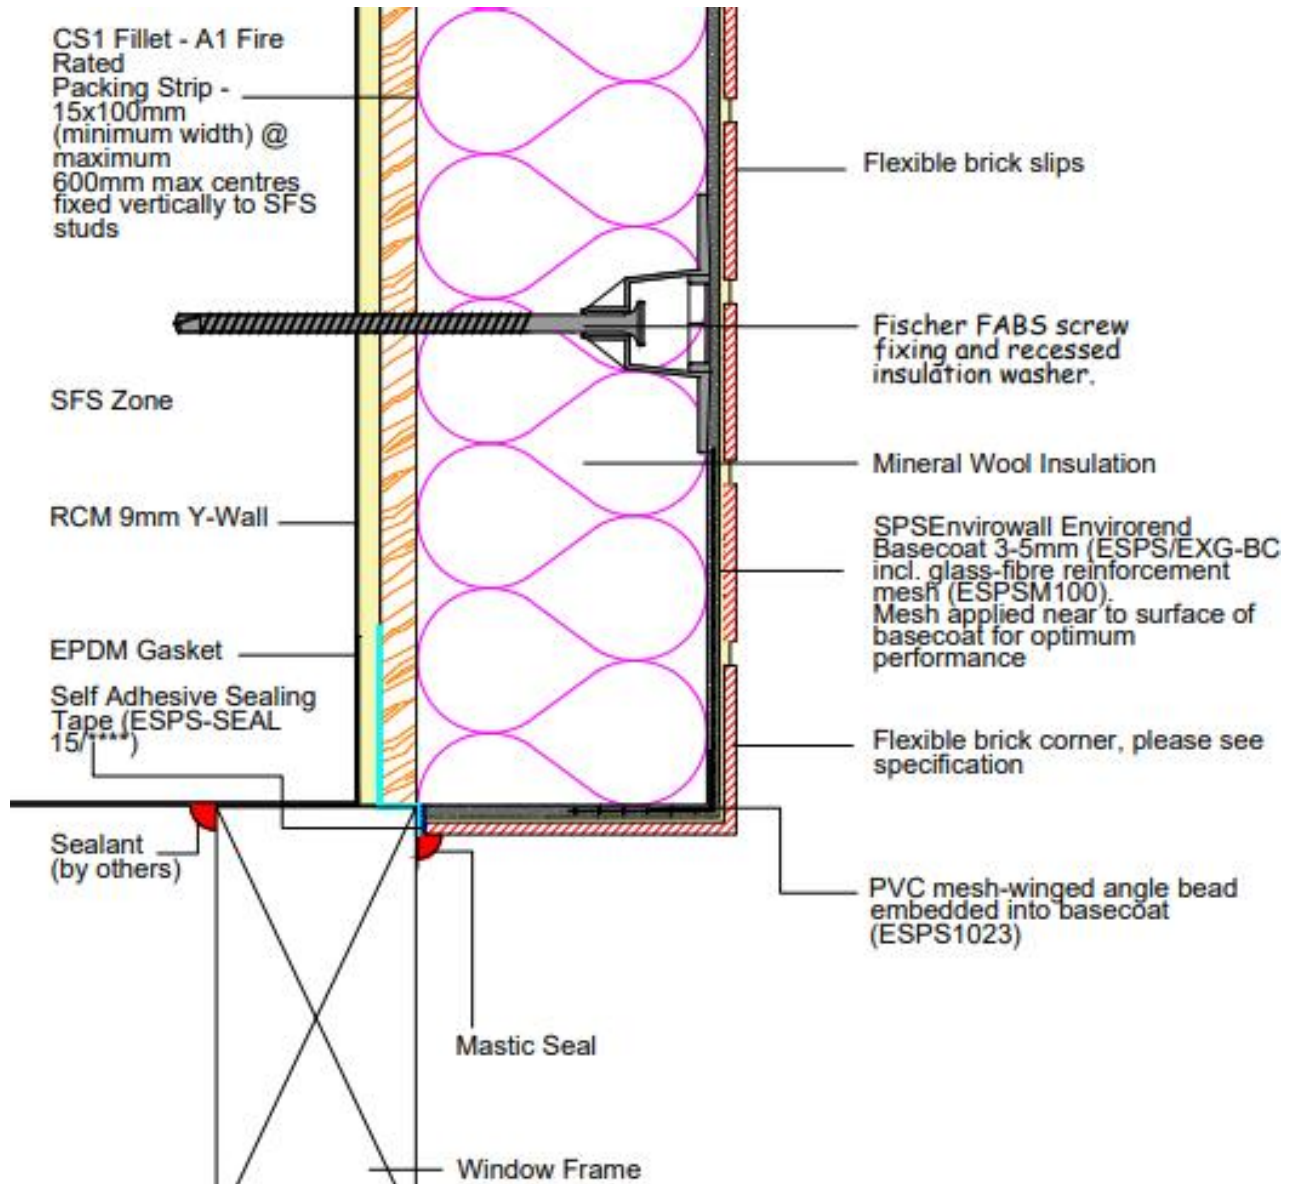 CS1 Fillet - A1 Fire
Rated
Packing Strip -
15x100mm
(minimum width) @
maximum
600mm max centres
fixed vertically to SFS
studs
Flexible brick slips
Fischer FABS screw
fixing and recessed
insulation washer.
SFS Zone
Mineral Wool Insulation
RCM 9mm Y-Wall
SPSEnvirowall Envirorend
Basecoat 3-5mm (ESPS/EXG-BC
incl. glass-fibre reinforcement
mesh (ESPSM100).
Mesh applied near to surface of
basecoat for optimum
performance
EPDM Gasket
Self Adhesive Sealing
Tape (ESPS-SEAL
15/****)
Flexible brick corner, please see
specification
Sealant
(by others)
PVC mesh-winged angle bead
embedded into basecoat
(ESPS1023)
Mastic Seal
Window Frame